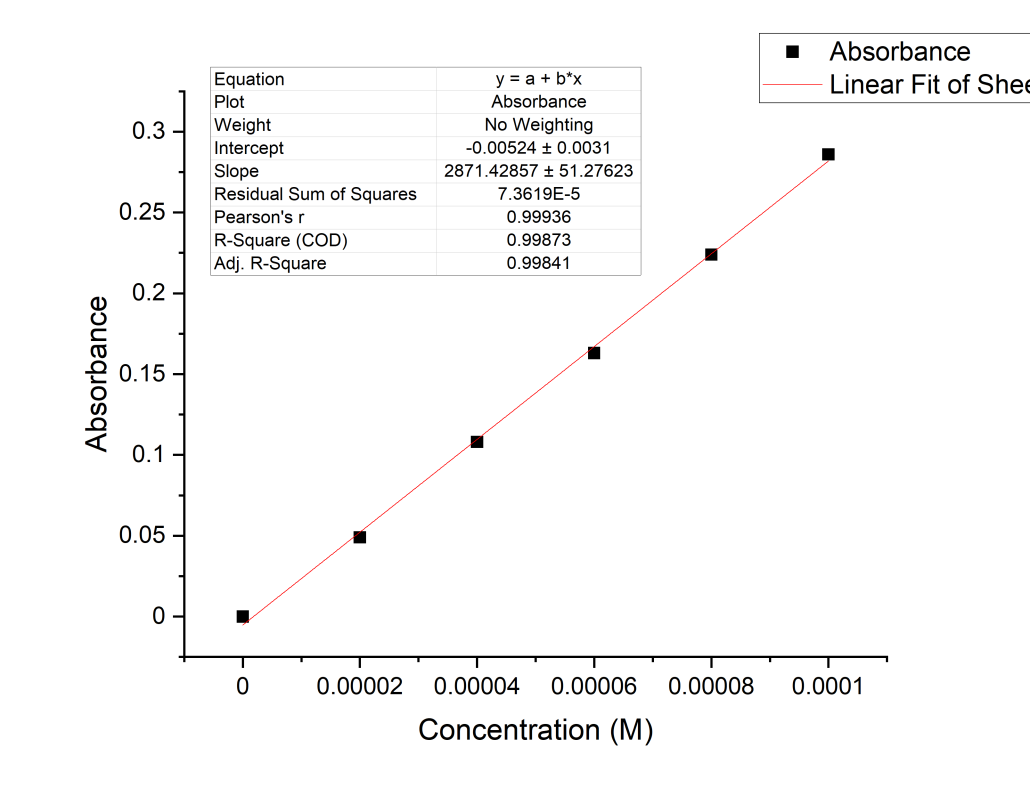 Absorbance
Linear Fit of Shee
Equation y = a + b*x
Plot Absorbance
Weight No Weighting
Intercept -0.00524 ± 0.0031
Slope 2871.42857 ± 51.27623
Residual Sum of Squares 7.3619E-5
Pearson's r 0.99936
R-Square (COD) 0.99873
Adj. R-Square 0.99841
0.3
0.25
0.2
0.15
0.1
0.05
0
Absorbance
0 0.00002 0.00004 0.00006 0.00008 0.0001
Concentration (M)